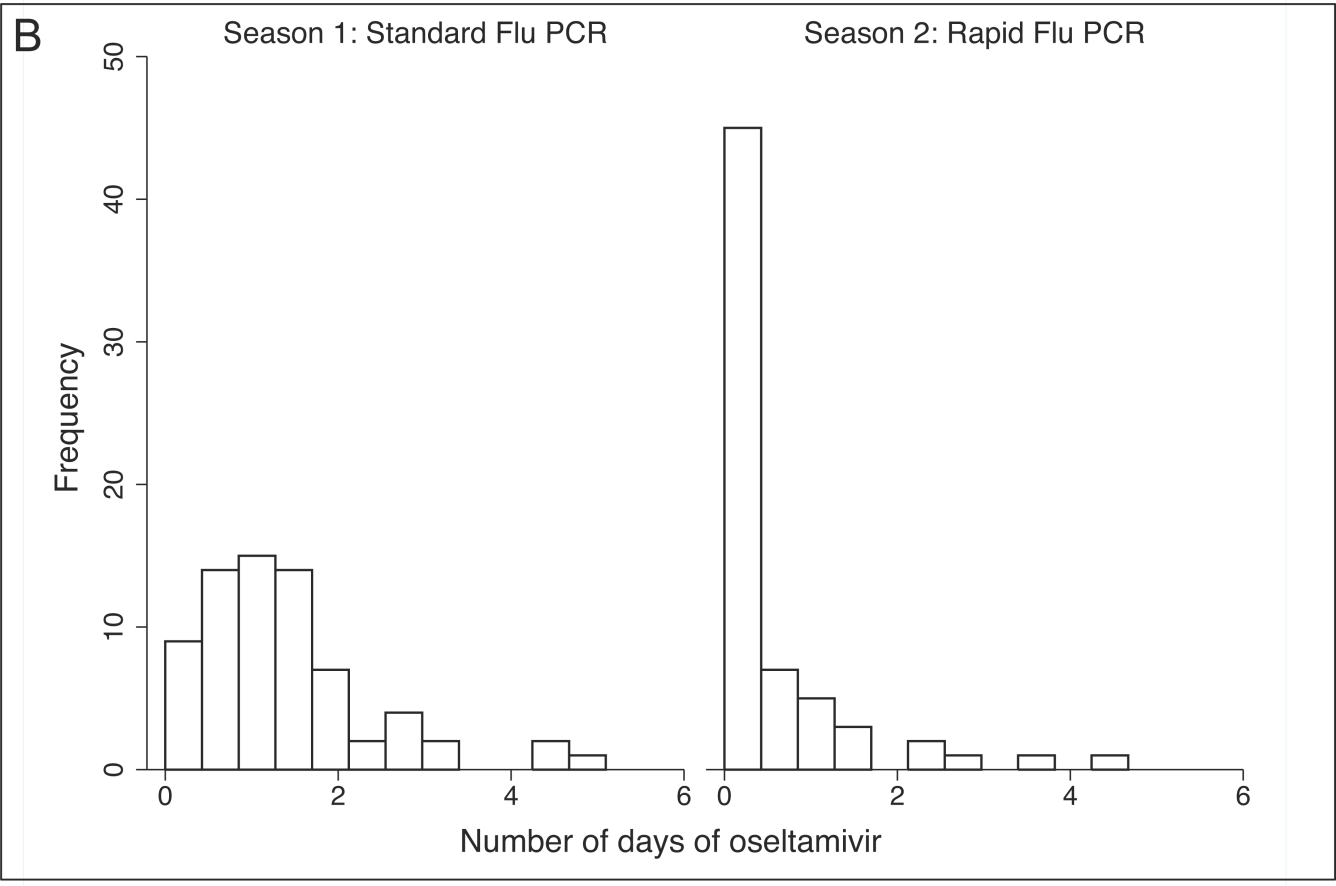 B
Season 1: Standard Flu PCR
Season 2: Rapid Flu PCR
50
40
30
20
10
0
Frequency
0 2 4 6
0 2 4 6
Number of days of oseltamivir